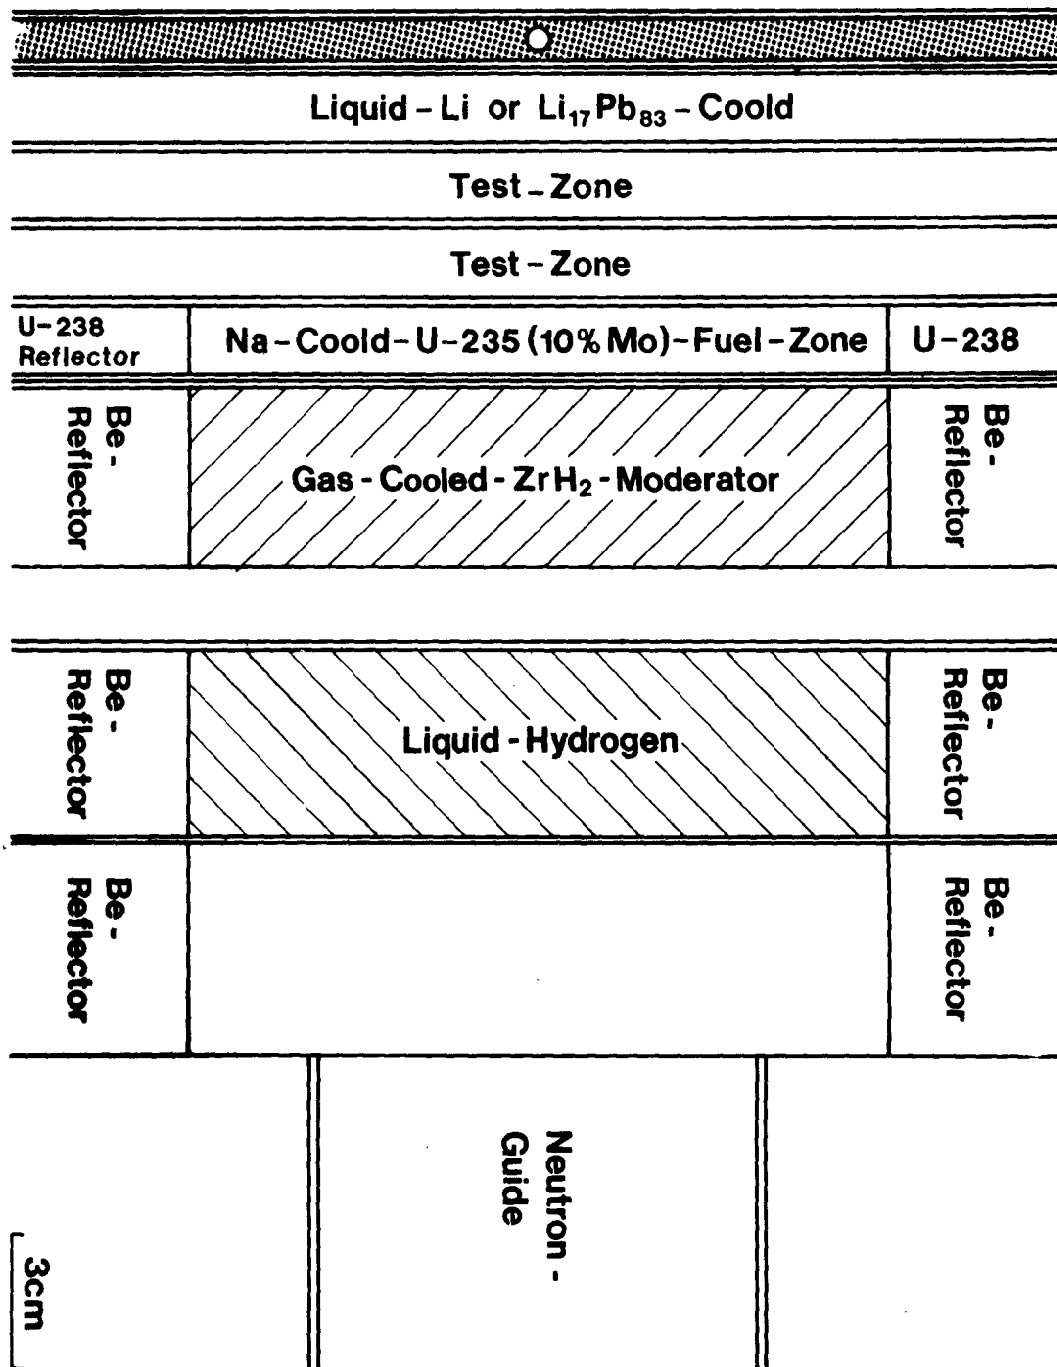 Liquid-Li or Li₁₇Pb₈₃-Coold
Test-Zone
Test-Zone
U-238
Reflector
Na-Coold-U-235 (10% Mo)-Fuel-Zone
U-238
Be-
Reflector
Gas-Cooled-ZrH₂-Moderator
Be-
Reflector
Be-
Reflector
Liquid-Hydrogen
Be-
Reflector
Be-
Reflector
Be-
Reflector
Neutron-
Guide
3cm